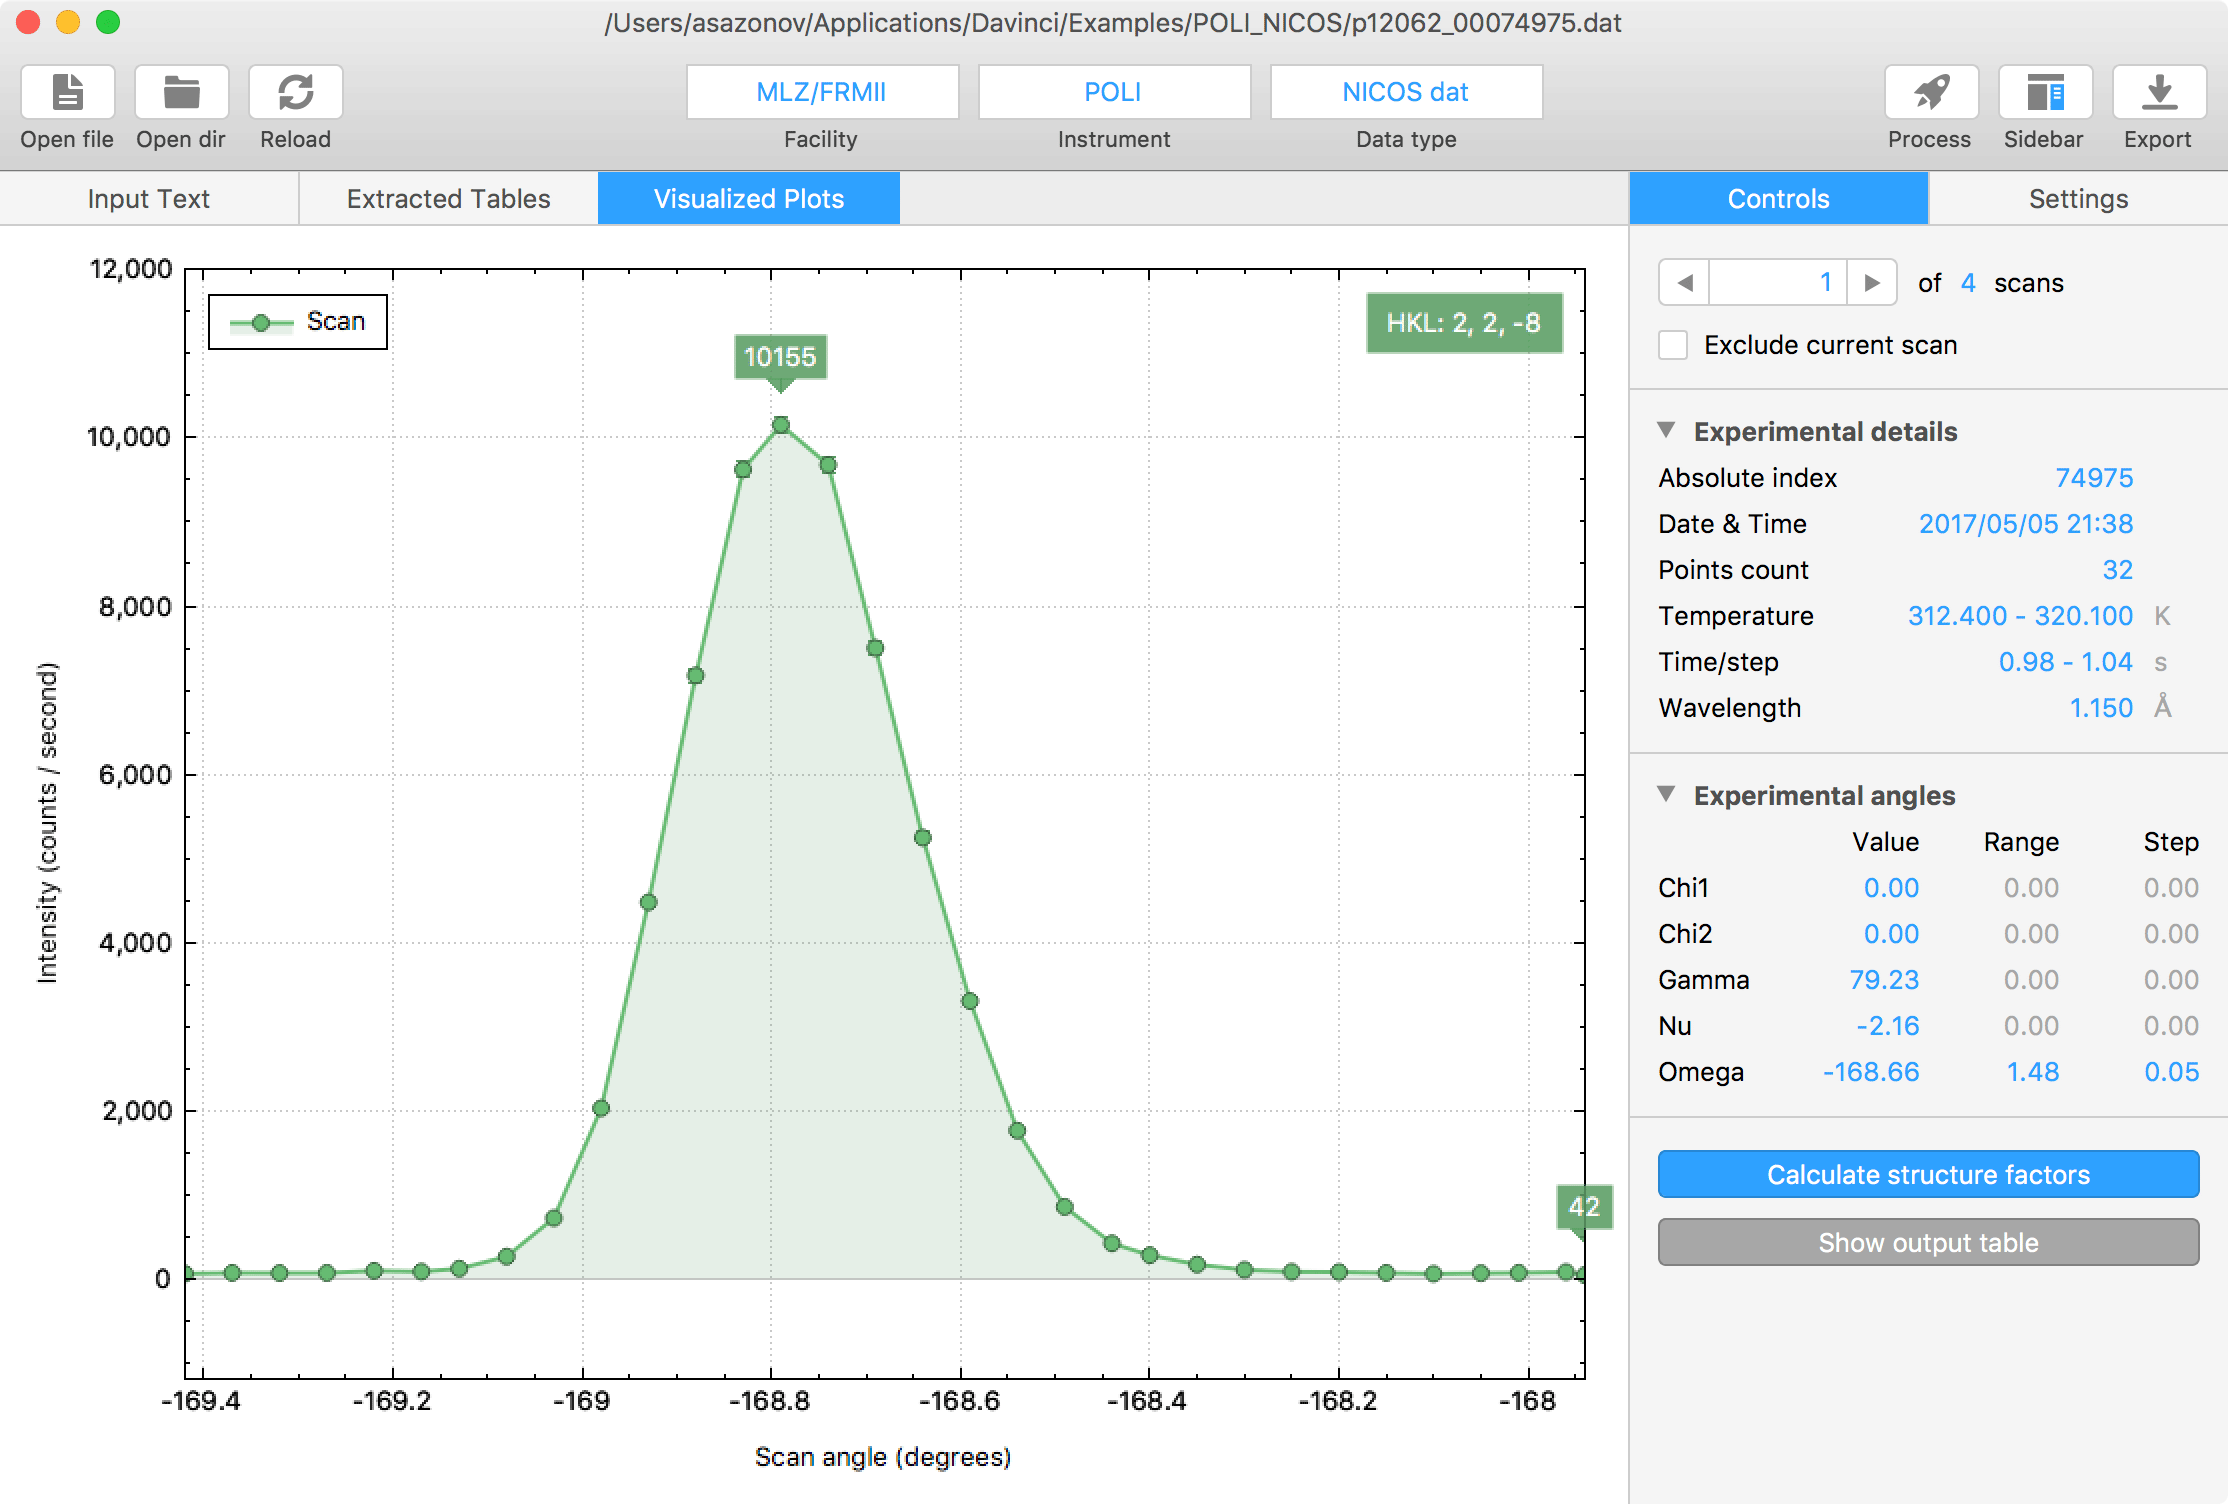 /Users/asazonov/Applications/Davinci/Examples/POLI_NICOS/p12062_00074975.dat
MLZ/FRMII POLI NICOS dat
Open file Open dir Reload Facility Instrument Data type Process Sidebar Export
Input Text Extracted Tables Visualized Plots Controls Settings
12,000
10,000
8,000
6,000
4,000
2,000
0
Intensity (counts / second)
Scan
10155
HKL: 2, 2, -8
42
-169.4 -169.2 -169 -168.8 -168.6 -168.4 -168.2 -168
Scan angle (degrees)
1 of 4 scans
Exclude current scan
Experimental details
Absolute index 74975
Date & Time 2017/05/05 21:38
Points count 32
Temperature 312.400 - 320.100 K
Time/step 0.98 - 1.04 s
Wavelength 1.150 Å
Experimental angles
Value Range Step
Chi1 0.00 0.00 0.00
Chi2 0.00 0.00 0.00
Gamma 79.23 0.00 0.00
Nu -2.16 0.00 0.00
Omega -168.66 1.48 0.05
Calculate structure factors
Show output table